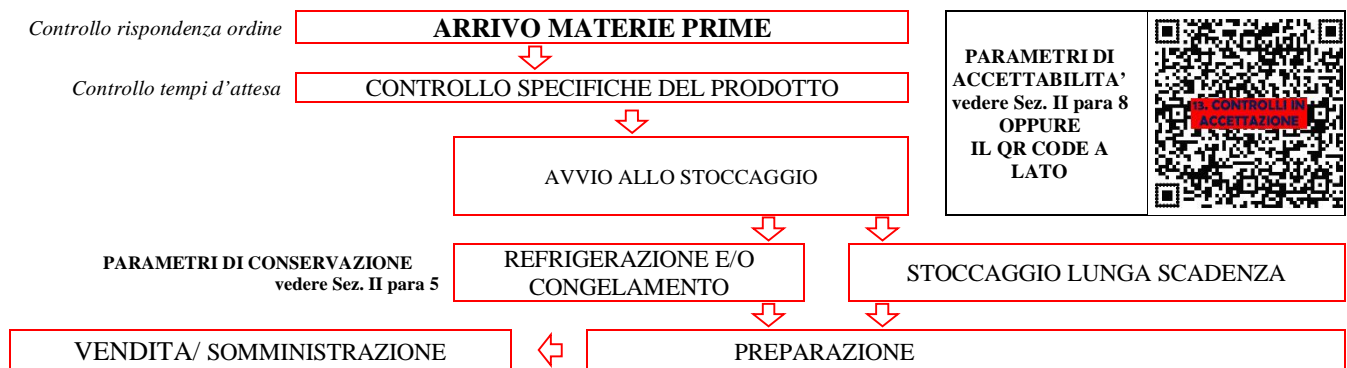 Controllo rispondenza ordine
ARRIVO MATERIE PRIME
Controllo tempi d'attesa
CONTROLLO SPECIFICHE DEL PRODOTTO
AVVIO ALLO STOCCAGGIO
PARAMETRI DI
ACCETTABILITA'
vedere Sez. II para 8
OPPURE
IL QR CODE A
LATO
13. CONTROLLI IN
ACCETTAZIONE
PARAMETRI DI CONSERVAZIONE
vedere Sez. II para 5
REFRIGERAZIONE E/O
CONGELAMENTO
STOCCAGGIO LUNGA SCADENZA
VENDITA/ SOMMINISTRAZIONE
PREPARAZIONE